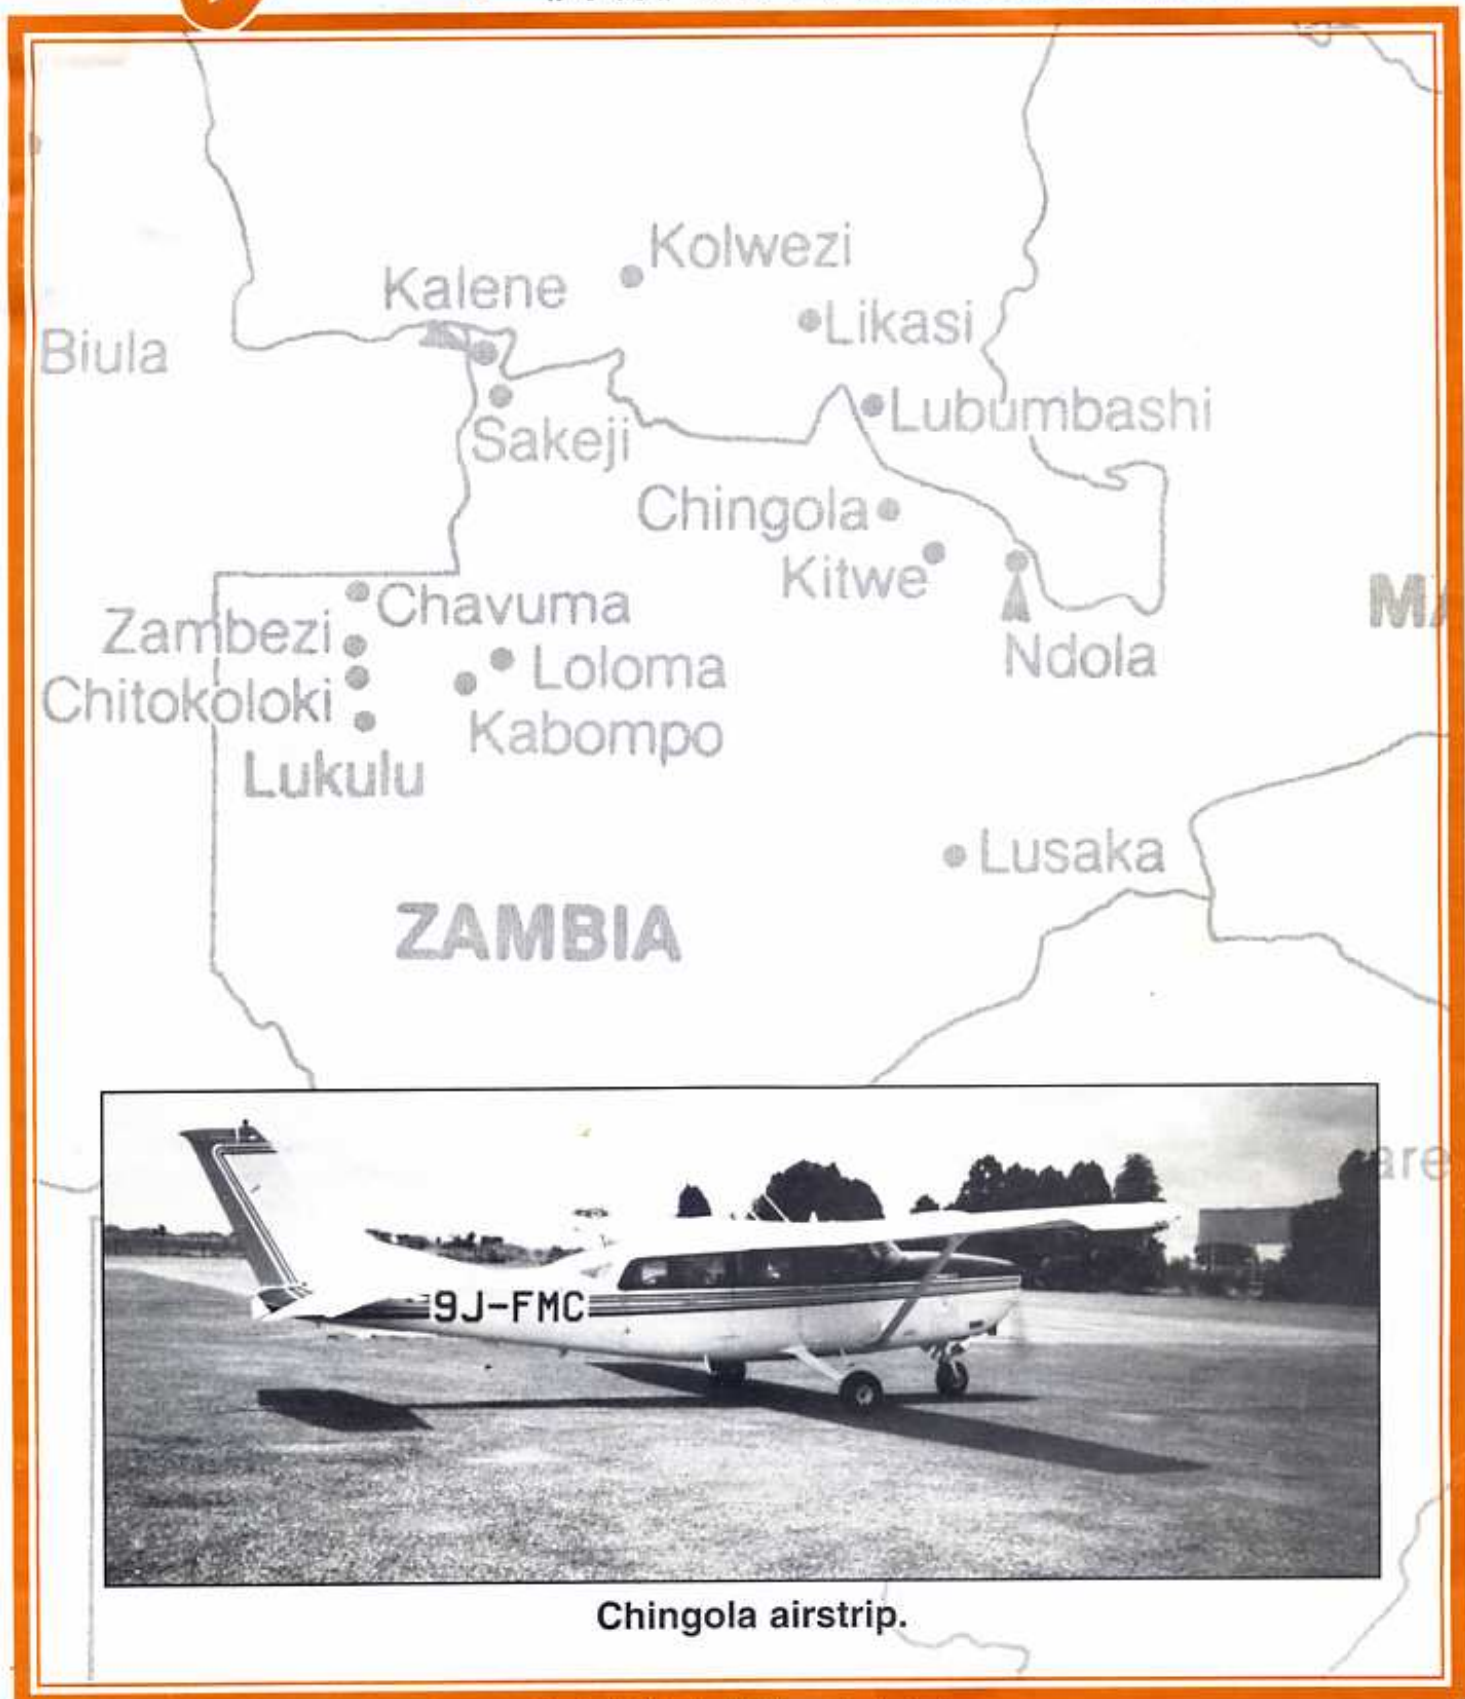 Kolwezi
Kalene
Likasi
Biula
Lubumbashi
Sakeji
Chingola
Kitwe
Chavuma
Zambezi
Ndola
Loloma
Chitokoloki
Kabompo
Lukulu
Lusaka
ZAMBIA
9J-FMC
Chingola airstrip.